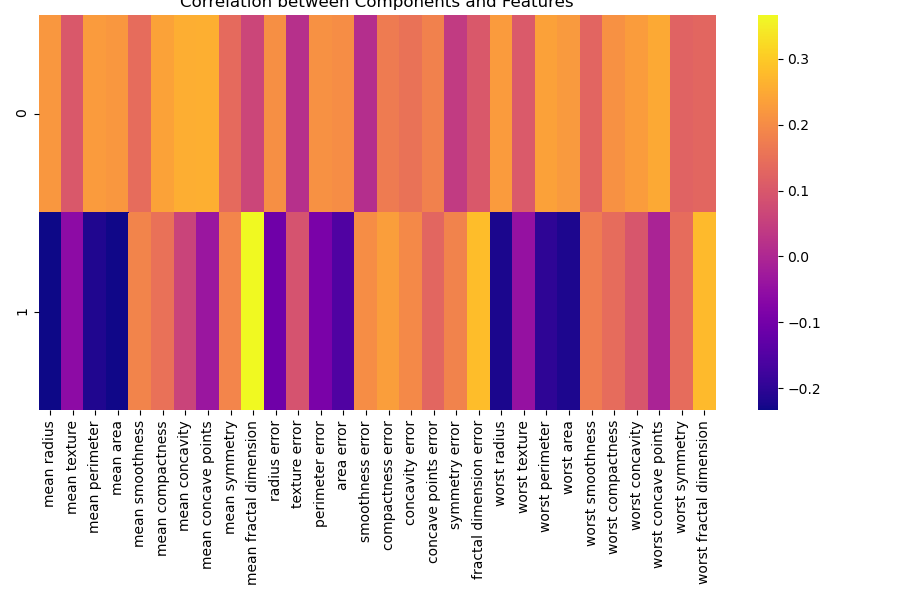 Correlation between Components and Features
0
1
0.3
0.2
0.1
0.0
−0.1
−0.2
mean radius
mean texture
mean perimeter
mean area
mean smoothness
mean compactness
mean concavity
mean concave points
mean symmetry
mean fractal dimension
radius error
texture error
perimeter error
area error
smoothness error
compactness error
concavity error
concave points error
symmetry error
fractal dimension error
worst radius
worst texture
worst perimeter
worst area
worst smoothness
worst compactness
worst concavity
worst concave points
worst symmetry
worst fractal dimension